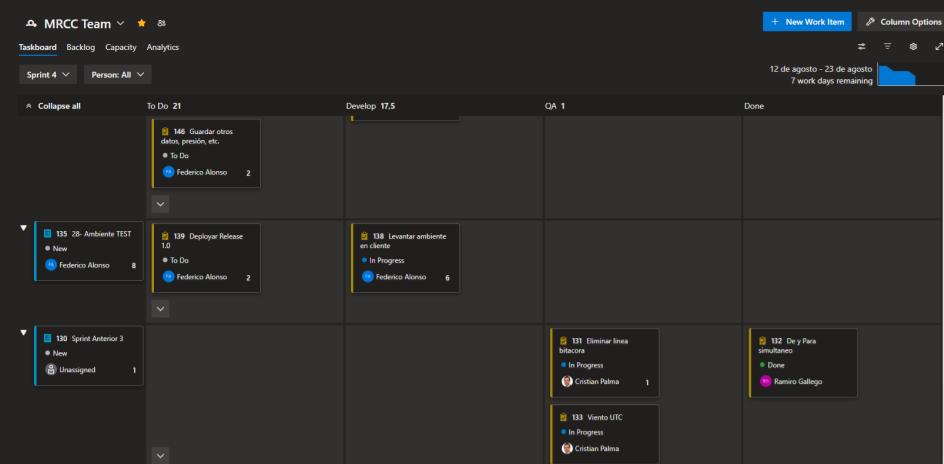 MRCC Team
+ New Work Item
Column Options
Taskboard Backlog Capacity Analytics
Sprint 4
Person: All
12 de agosto - 23 de agosto
7 work days remaining
Collapse all
To Do 21
Develop 17,5
QA 1
Done
146 Guardar otros
datos, presión, etc.
To Do
Federico Alonso 2
135 28- Ambiente TEST
New
Federico Alonso 8
139 Deployar Release
1.0
To Do
Federico Alonso 2
138 Levantar ambiente
en cliente
In Progress
Federico Alonso 6
130 Sprint Anterior 3
New
Unassigned 1
131 Eliminar linea
bitacora
In Progress
Cristian Palma 1
132 De y Para
simultaneo
Done
Ramiro Gallego
133 Viento UTC
In Progress
Cristian Palma